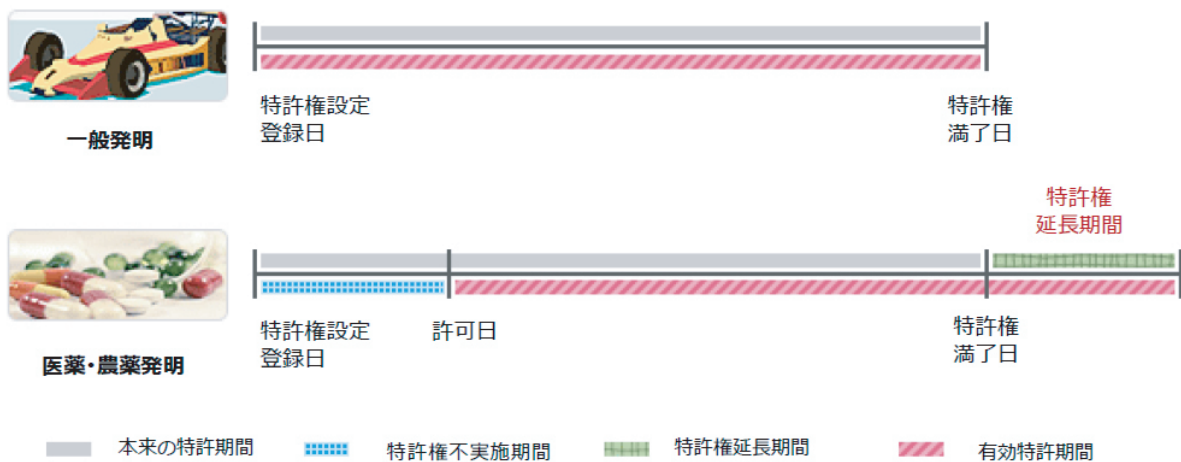 特許権設定
登録日
特許権
満了日
一般発明
特許権
延長期間
特許権設定
登録日
許可日
特許権
満了日
医薬・農薬発明
本来の特許期間
特許権不実施期間
特許権延長期間
有効特許期間